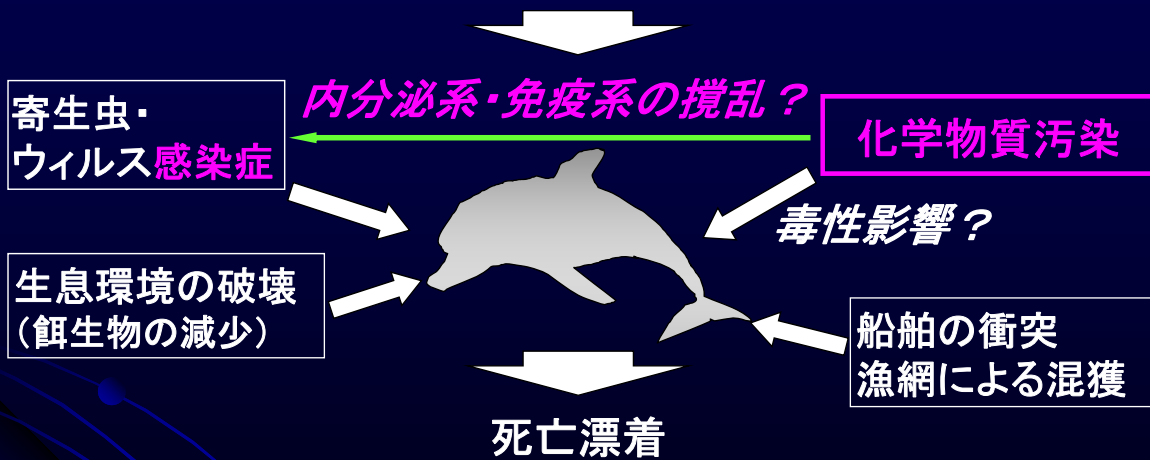 内分泌系・免疫系の撹乱？
寄生虫・
ウィルス感染症
化学物質汚染
毒性影響？
生息環境の破壊
（餌生物の減少）
船舶の衝突
漁網による混獲
死亡漂着